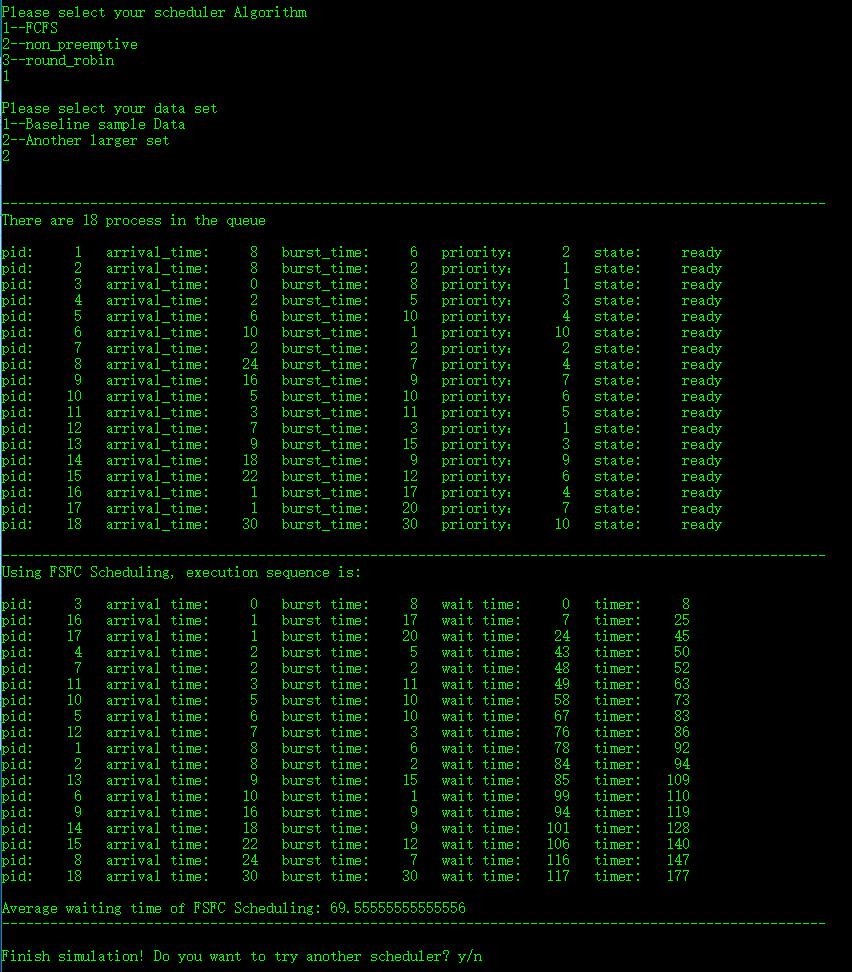 Please select your scheduler Algorithm
1--FCFS
2--non_preemptive
3--round_robin
1
Please select your data set
1--Baseline sample Data
2--Another larger set
2
--------------------------------------------------------------------------------
There are 18 process in the queue
pid: 1 arrival_time: 8 burst_time: 6 priority: 2 state: ready
pid: 2 arrival_time: 8 burst_time: 2 priority: 1 state: ready
pid: 3 arrival_time: 0 burst_time: 8 priority: 1 state: ready
pid: 4 arrival_time: 2 burst_time: 5 priority: 3 state: ready
pid: 5 arrival_time: 6 burst_time: 10 priority: 4 state: ready
pid: 6 arrival_time: 10 burst_time: 1 priority: 10 state: ready
pid: 7 arrival_time: 2 burst_time: 2 priority: 2 state: ready
pid: 8 arrival_time: 24 burst_time: 7 priority: 4 state: ready
pid: 9 arrival_time: 16 burst_time: 9 priority: 7 state: ready
pid: 10 arrival_time: 5 burst_time: 10 priority: 6 state: ready
pid: 11 arrival_time: 3 burst_time: 11 priority: 5 state: ready
pid: 12 arrival_time: 7 burst_time: 3 priority: 1 state: ready
pid: 13 arrival_time: 9 burst_time: 15 priority: 3 state: ready
pid: 14 arrival_time: 18 burst_time: 9 priority: 9 state: ready
pid: 15 arrival_time: 22 burst_time: 12 priority: 6 state: ready
pid: 16 arrival_time: 1 burst_time: 17 priority: 4 state: ready
pid: 17 arrival_time: 1 burst_time: 20 priority: 7 state: ready
pid: 18 arrival_time: 30 burst_time: 30 priority: 10 state: ready
--------------------------------------------------------------------------------
Using FSFC Scheduling, execution sequence is:
pid: 3 arrival time: 0 burst time: 8 wait time: 0 timer: 8
pid: 16 arrival time: 1 burst time: 17 wait time: 7 timer: 25
pid: 17 arrival time: 1 burst time: 20 wait time: 24 timer: 45
pid: 4 arrival time: 2 burst time: 5 wait time: 43 timer: 50
pid: 7 arrival time: 2 burst time: 2 wait time: 48 timer: 52
pid: 11 arrival time: 3 burst time: 11 wait time: 49 timer: 63
pid: 10 arrival time: 5 burst time: 10 wait time: 58 timer: 73
pid: 5 arrival time: 6 burst time: 10 wait time: 67 timer: 83
pid: 12 arrival time: 7 burst time: 3 wait time: 76 timer: 86
pid: 1 arrival time: 8 burst time: 6 wait time: 78 timer: 92
pid: 2 arrival time: 8 burst time: 2 wait time: 84 timer: 94
pid: 13 arrival time: 9 burst time: 15 wait time: 85 timer: 109
pid: 6 arrival time: 10 burst time: 1 wait time: 99 timer: 110
pid: 9 arrival time: 16 burst time: 9 wait time: 94 timer: 119
pid: 14 arrival time: 18 burst time: 9 wait time: 101 timer: 128
pid: 15 arrival time: 22 burst time: 12 wait time: 106 timer: 140
pid: 8 arrival time: 24 burst time: 7 wait time: 116 timer: 147
pid: 18 arrival time: 30 burst time: 30 wait time: 117 timer: 177
Average waiting time of FSFC Scheduling: 69.55555555555556
--------------------------------------------------------------------------------
Finish simulation! Do you want to try another scheduler? y/n